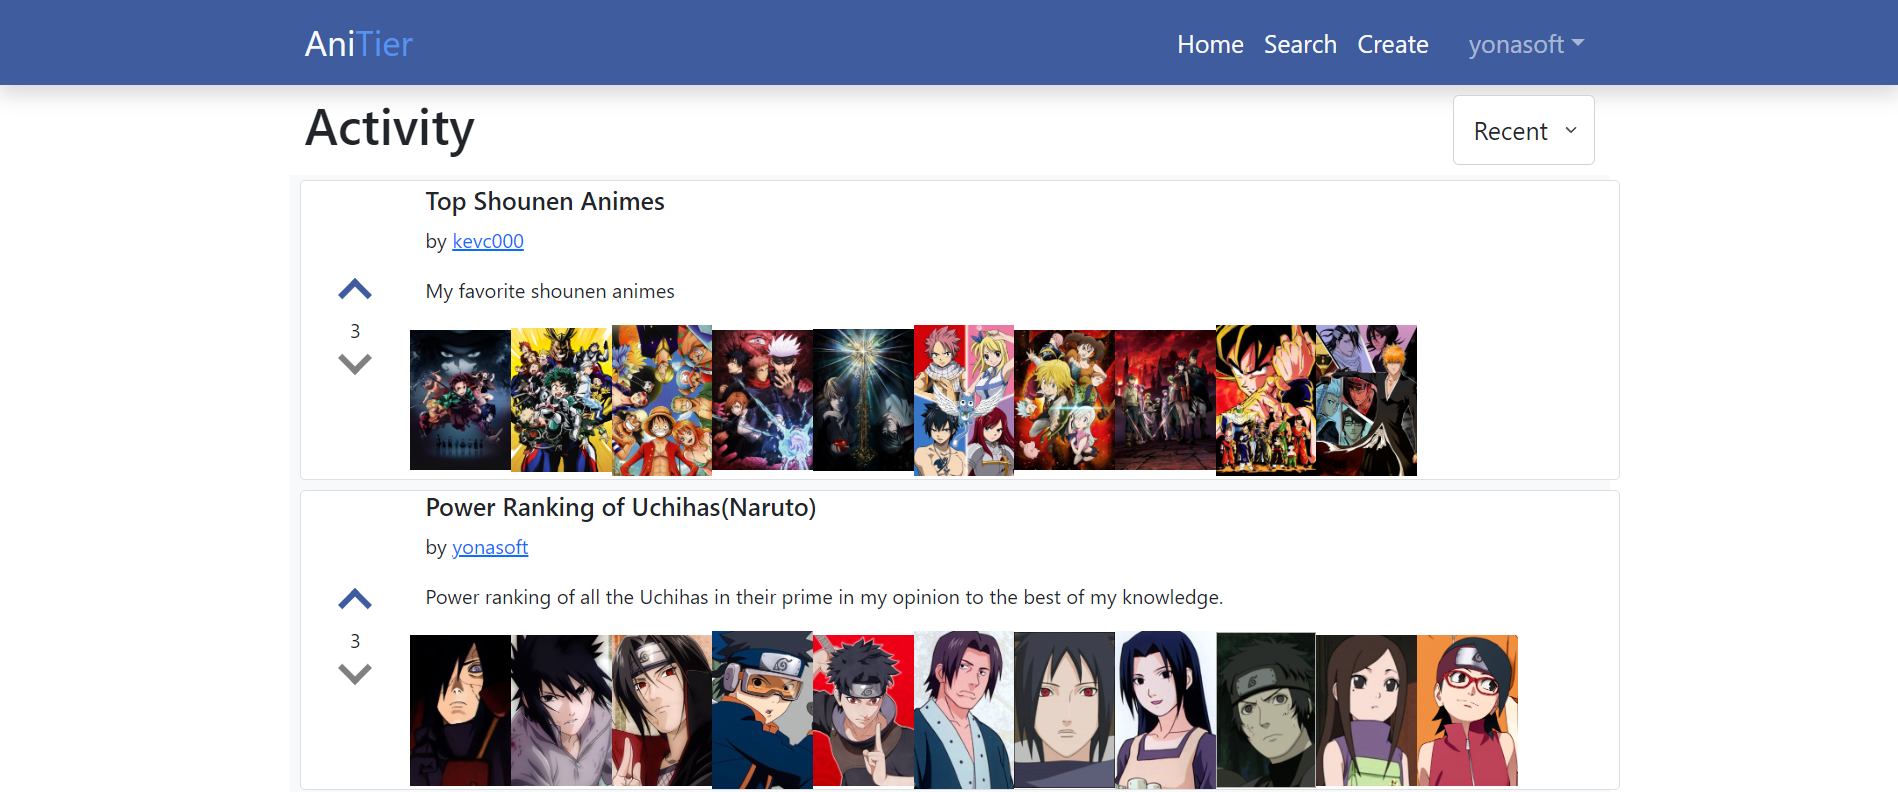 AniTier
Home Search Create yonasoft
Activity
Recent
Top Shounen Animes
by kevc000
My favorite shounen animes
3
Power Ranking of Uchihas(Naruto)
by yonasoft
Power ranking of all the Uchihas in their prime in my opinion to the best of my knowledge.
3